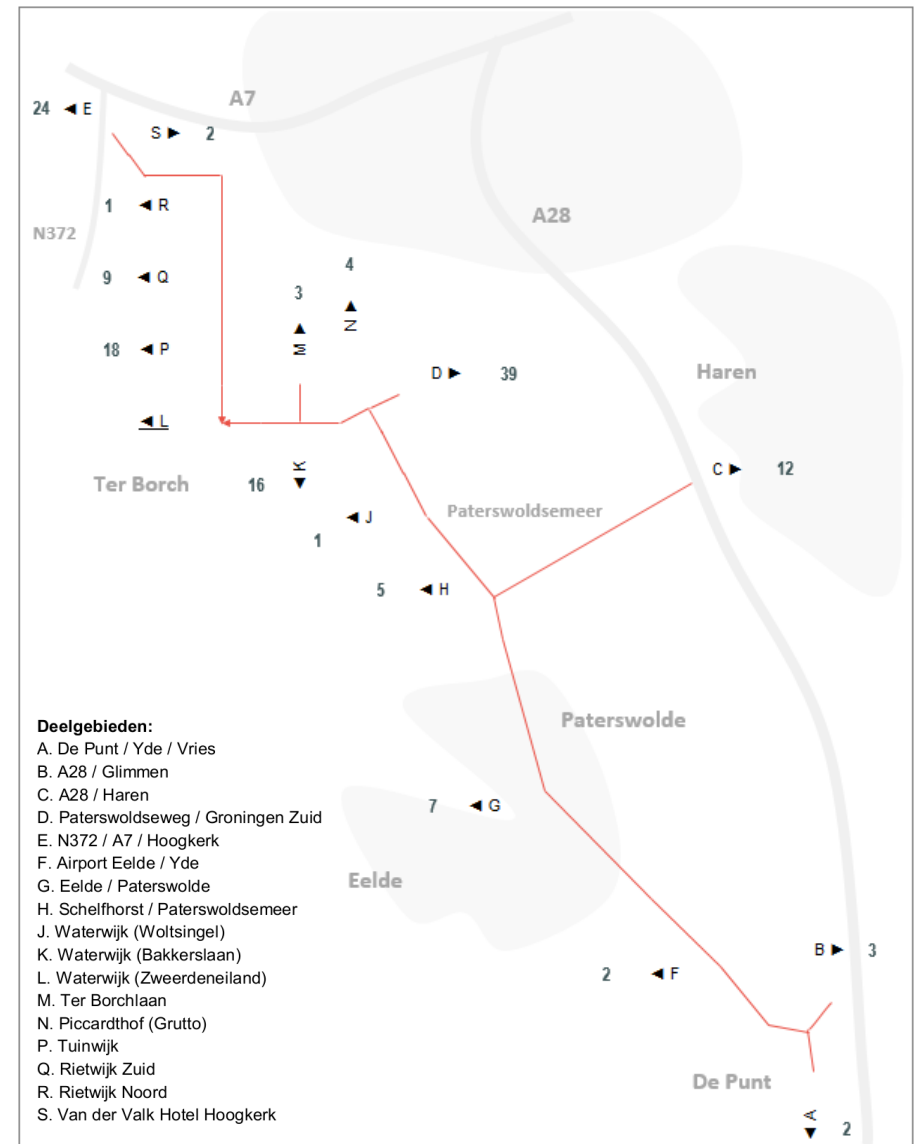 A7
24 ◄ E
S ► 2
1 ◄ R
N372
A28
9 ◄ Q
4
N ►
3
M ►
18 ◄ P
D ► 39
Haren
◄ L
C ► 12
Ter Borch
16
◄ K
◄ J
1
Paterswoldsemeer
5 ◄ H
Paterswolde
7 ◄ G
Eelde
B ► 3
2 ◄ F
De Punt
◄ A
2
Deelgebieden:
A. De Punt / Yde / Vries
B. A28 / Glimmen
C. A28 / Haren
D. Paterswoldseweg / Groningen Zuid
E. N372 / A7 / Hoogkerk
F. Airport Eelde / Yde
G. Eelde / Paterswolde
H. Schelfhorst / Paterswoldsemeer
J. Waterwijk (Woltsingel)
K. Waterwijk (Bakkerslaan)
L. Waterwijk (Zweerdeneiland)
M. Ter Borchlaan
N. Piccardthof (Grutto)
P. Tuinwijk
Q. Rietwijk Zuid
R. Rietwijk Noord
S. Van der Valk Hotel Hoogkerk